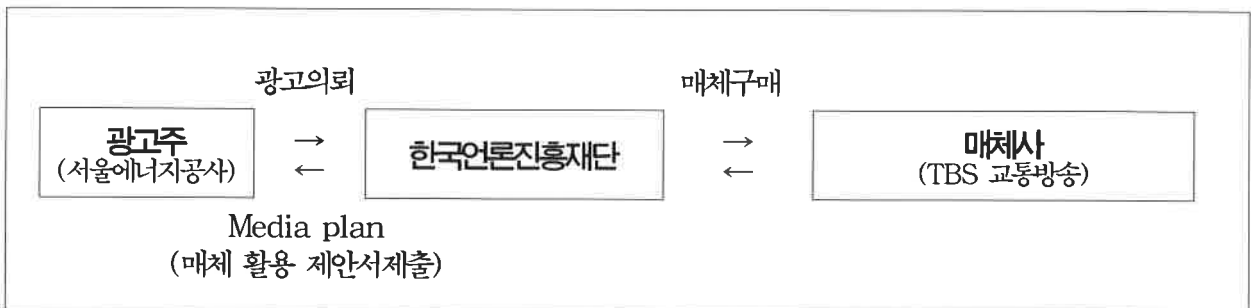 광고의뢰 매체구매
광고주 → 한국언론진흥재단 → 매체사
(서울에너지공사) ← ← (TBS 교통방송)
Media plan
(매체 활용 제안서제출)